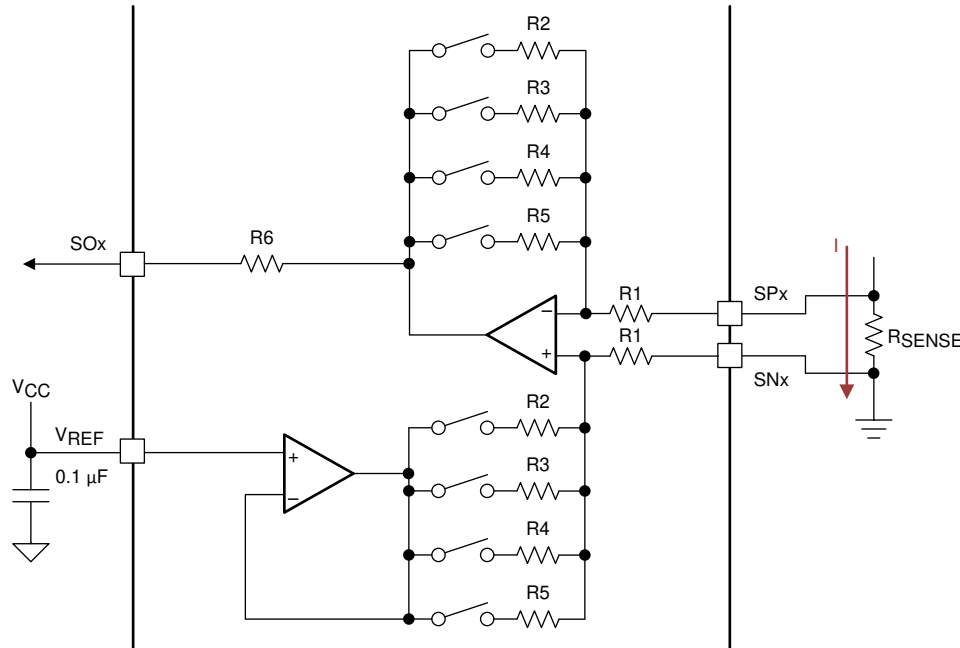 R2
R3
R4
R5
SOx
R6
I
R1
SPx
−
R1
+
SNx
RSENSE
VCC
VREF
0.1 µF
+
−
R2
R3
R4
R5